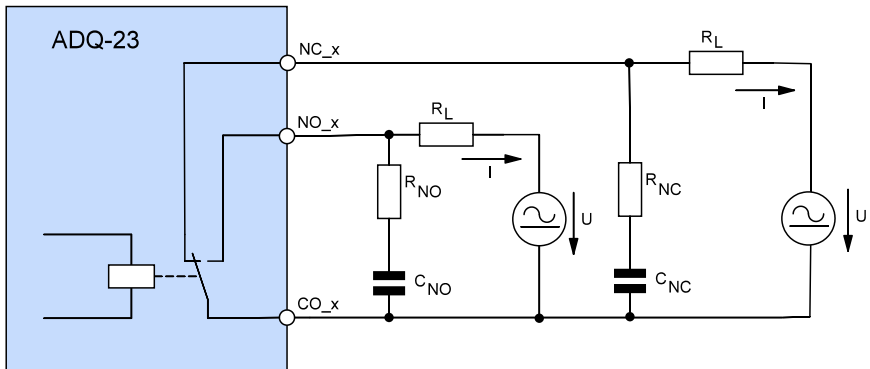 ADQ-23
NC_x
R_L
I
NO_x
R_L
I
R_NO
R_NC
U
U
C_NO
C_NC
CO_x